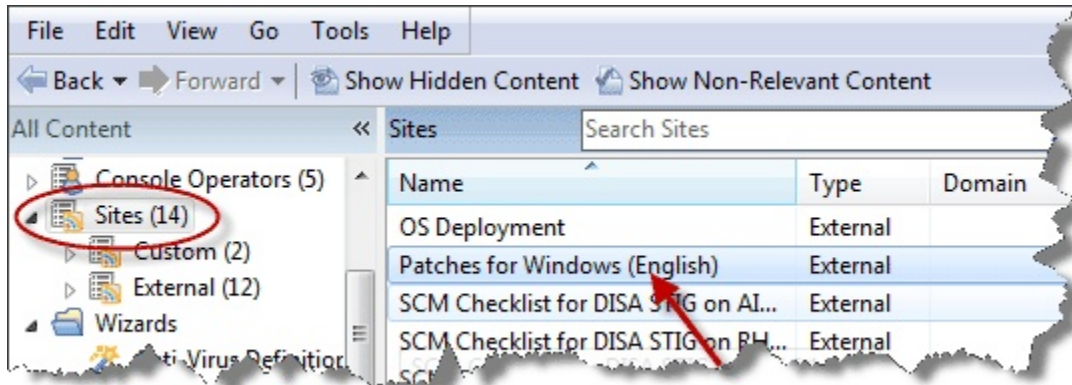 File Edit View Go Tools Help
Back Forward Show Hidden Content Show Non-Relevant Content
All Content « Sites Search Sites
Console Operators (5)
Sites (14)
Custom (2)
External (12)
Wizards
Name Type Domain
OS Deployment External
Patches for Windows (English) External
SCM Checklist for DISA STIG on AI... External
SCM Checklist for DISA STIG on RH... External